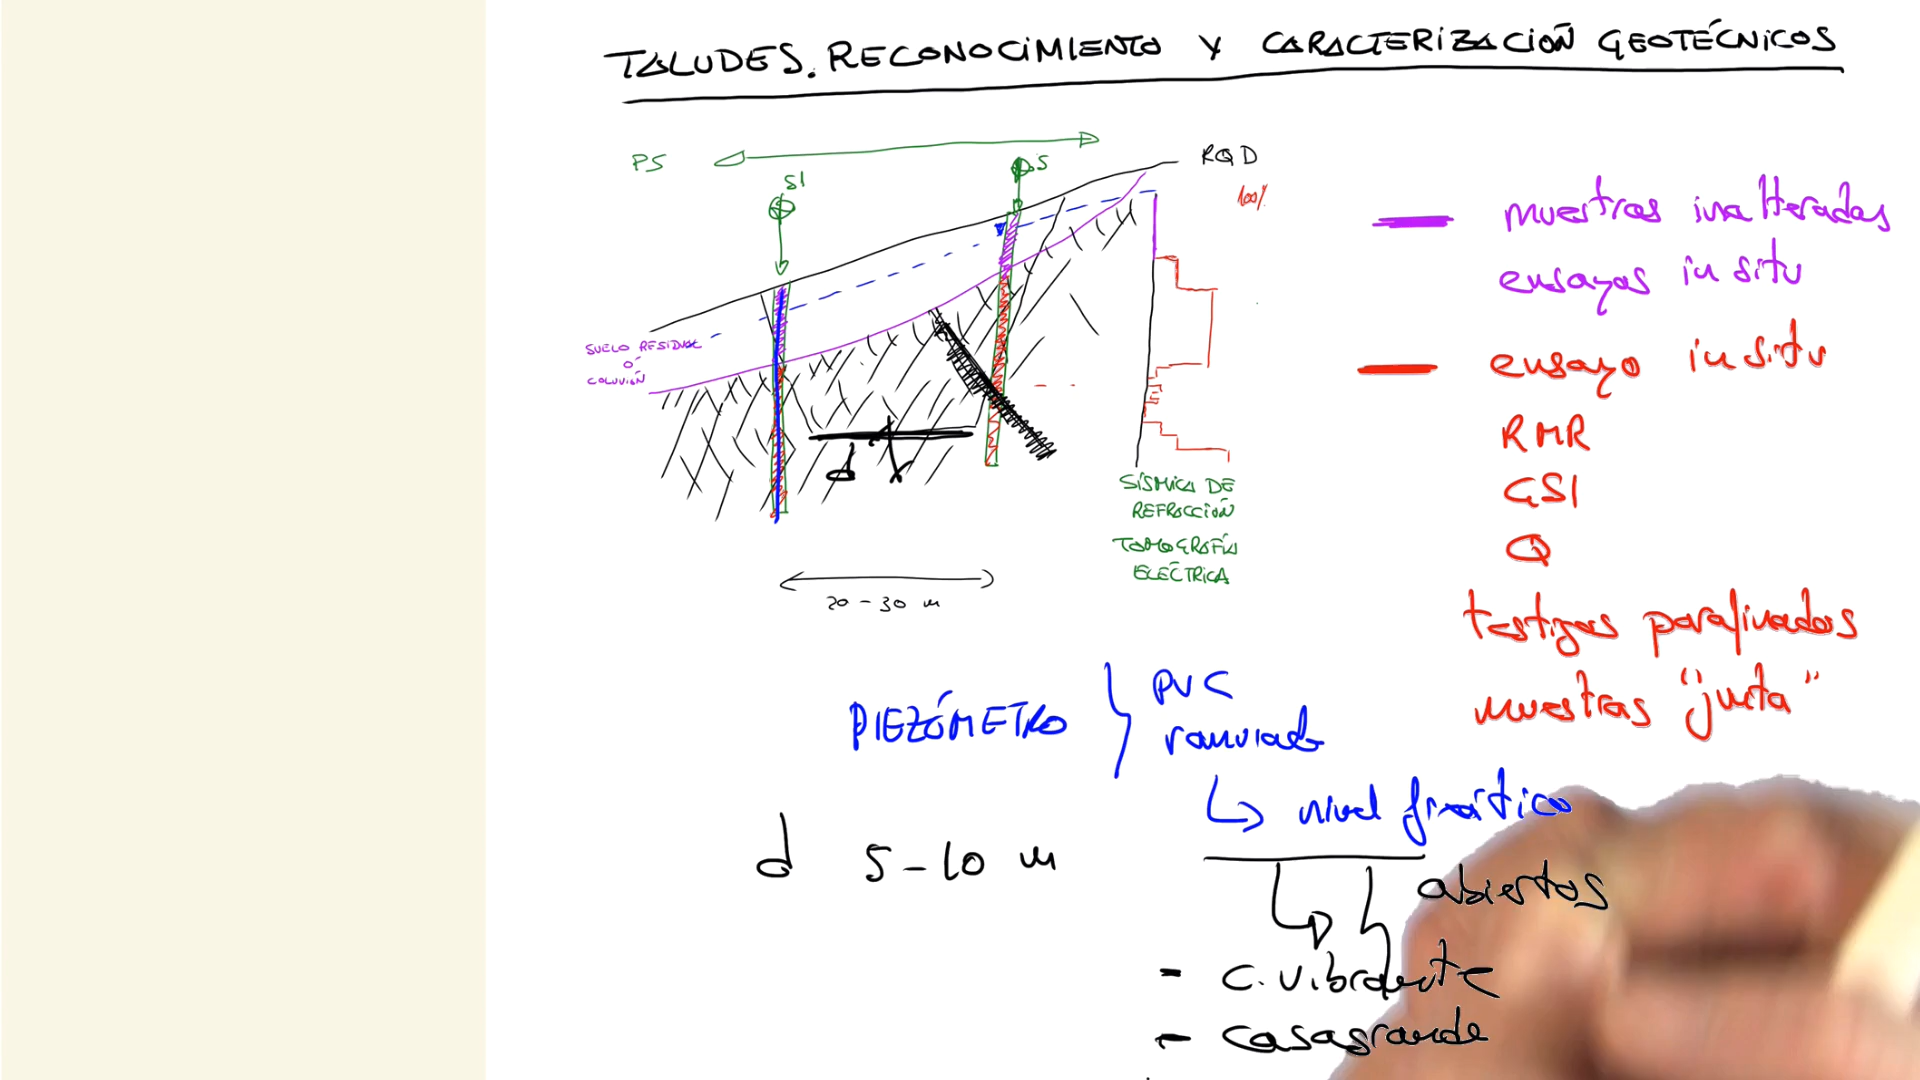 TALUDES. RECONOCIMIENTO Y CARACTERIZACIÓN GEOTÉCNICOS
PS
S1
S
RQD
100%
SUELO RESIDUAL
Ó
COLUVIÓN
d
20-30 m
SÍSMICA DE
REFRACCIÓN
TOMOGRAFÍA
ELÉCTRICA
muestras inalteradas
ensayos in situ
ensayo in situ
RMR
GSI
Q
testigos parafinados
muestras "junta"
PIEZÓMETRO
PVC
ranurado
nivel freático
d 5-10 m
abiertos
- C. vibrante
- casagrande